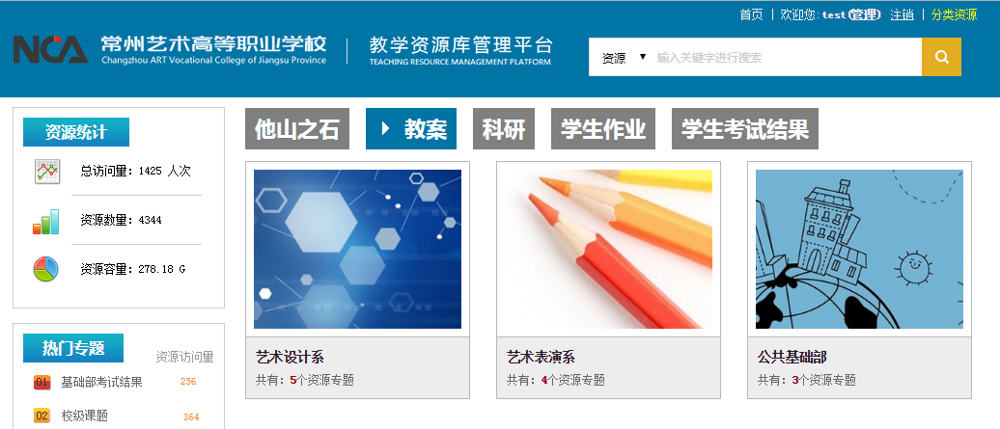 首页 | 欢迎您:test(管理) 注销 | 分类资源
NCA 常州艺术高等职业学校
Changzhou ART Vocational College of Jiangsu Province
教学资源库管理平台
TEACHING RESOURCE MANAGEMENT PLATFORM
资源 ▼ 输入关键字进行搜索
资源统计
总访问量：1425 人次
资源数量：4344
资源容量：278.18 G
热门专题
资源访问量
01 基础部考试结果 256
02 校级课题 364
他山之石 教案 科研 学生作业 学生考试结果
艺术设计系
共有：5个资源专题
艺术表演系
共有：4个资源专题
公共基础部
共有：3个资源专题